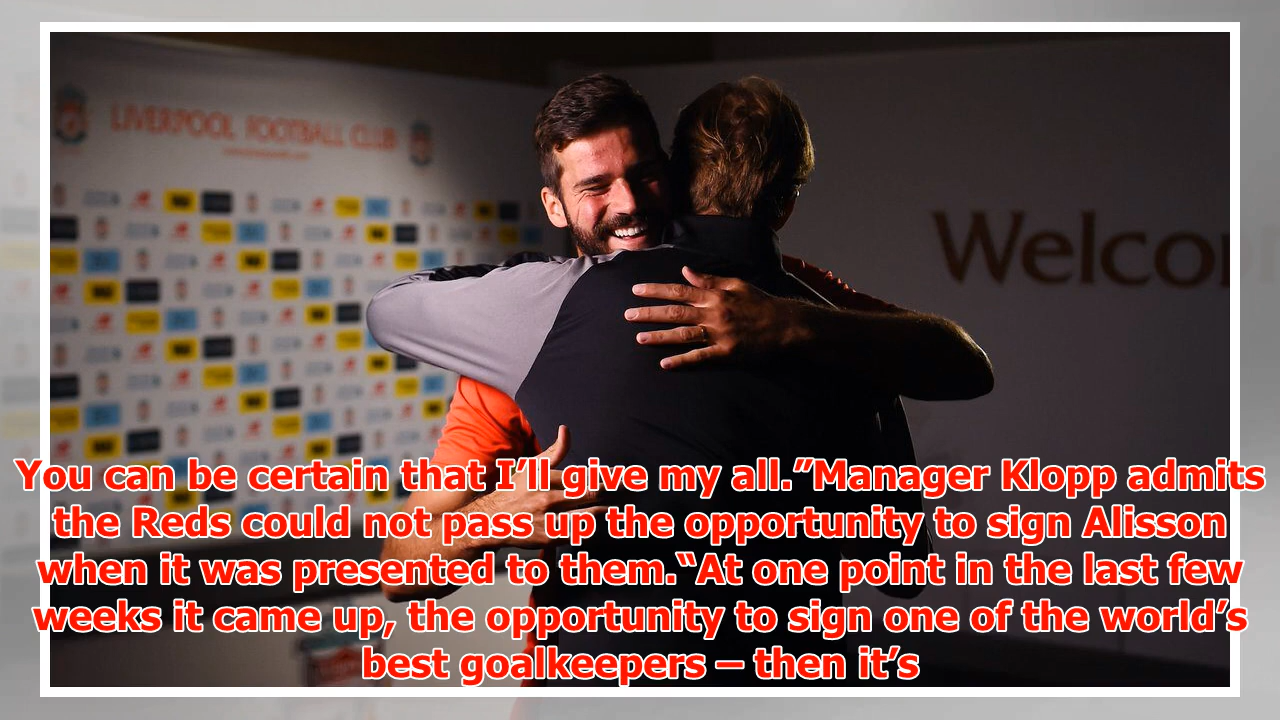 LIVERPOOL FOOTBALL CLUB
Welco
You can be certain that I’ll give my all.”Manager Klopp admits
the Reds could not pass up the opportunity to sign Alisson
when it was presented to them.“At one point in the last few
weeks it came up, the opportunity to sign one of the world’s
best goalkeepers – then it’s